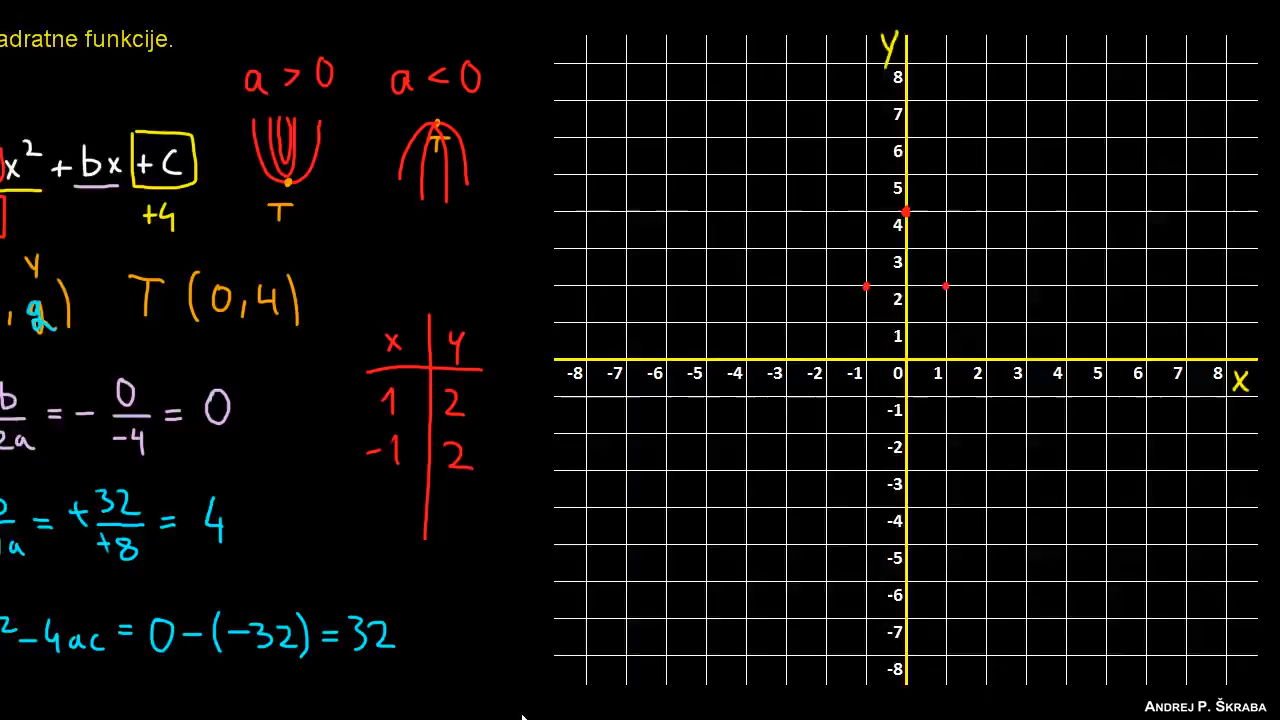 adratne funkcije.
a > 0
a < 0
x² + bx + c
+4
T
T
y
, q)
T (0,4)
x y
1 2
-1 2
b/2a = - 0/-4 = 0
= +32/+8 = 4
² - 4ac = 0 - (-32) = 32
y
8
7
6
5
4
3
2
1
-8 -7 -6 -5 -4 -3 -2 -1 0 1 2 3 4 5 6 7 8 x
-1
-2
-3
-4
-5
-6
-7
-8
ANDREJ P. ŠKRABA